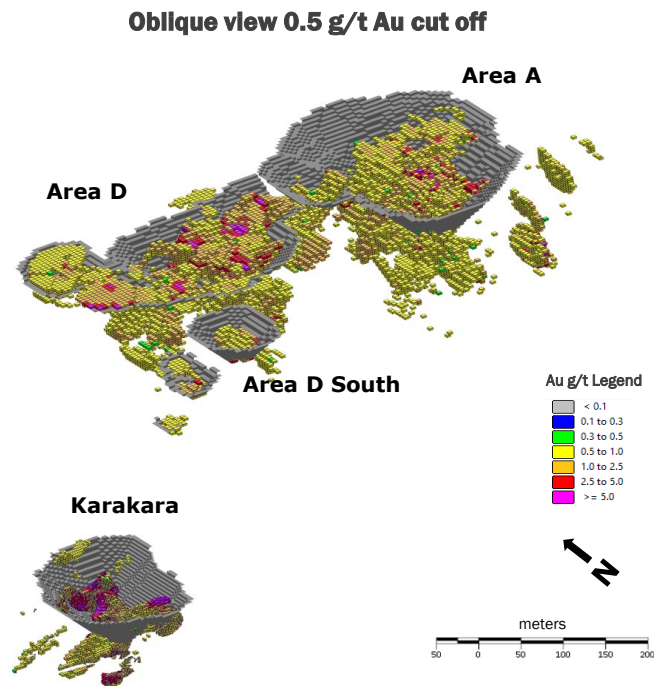 Oblique view 0.5 g/t Au cut off
Area A
Area D
Area D South
Au g/t Legend
< 0.1
0.1 to 0.3
0.3 to 0.5
0.5 to 1.0
1.0 to 2.5
2.5 to 5.0
>= 5.0
Karakara
N
meters
50 0 50 100 150 200